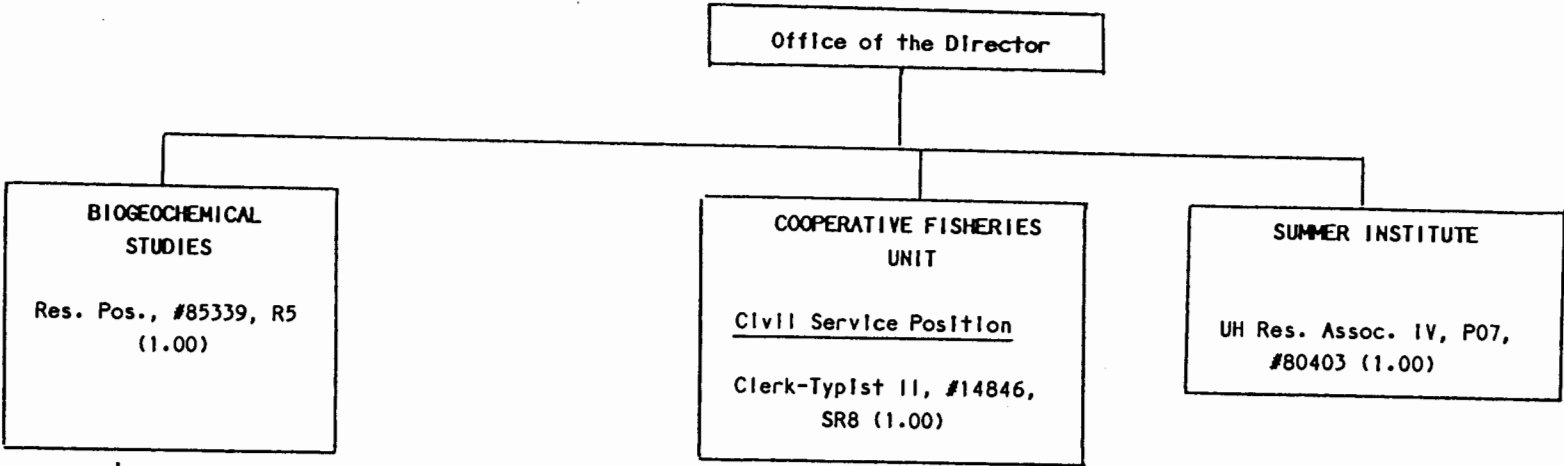 Office of the Director
BIOGEOCHEMICAL
STUDIES
Res. Pos., #85339, R5
(1.00)
COOPERATIVE FISHERIES
UNIT
Civil Service Position
Clerk-Typist II, #14846,
SR8 (1.00)
SUMMER INSTITUTE
UH Res. Assoc. IV, P07,
#80403 (1.00)